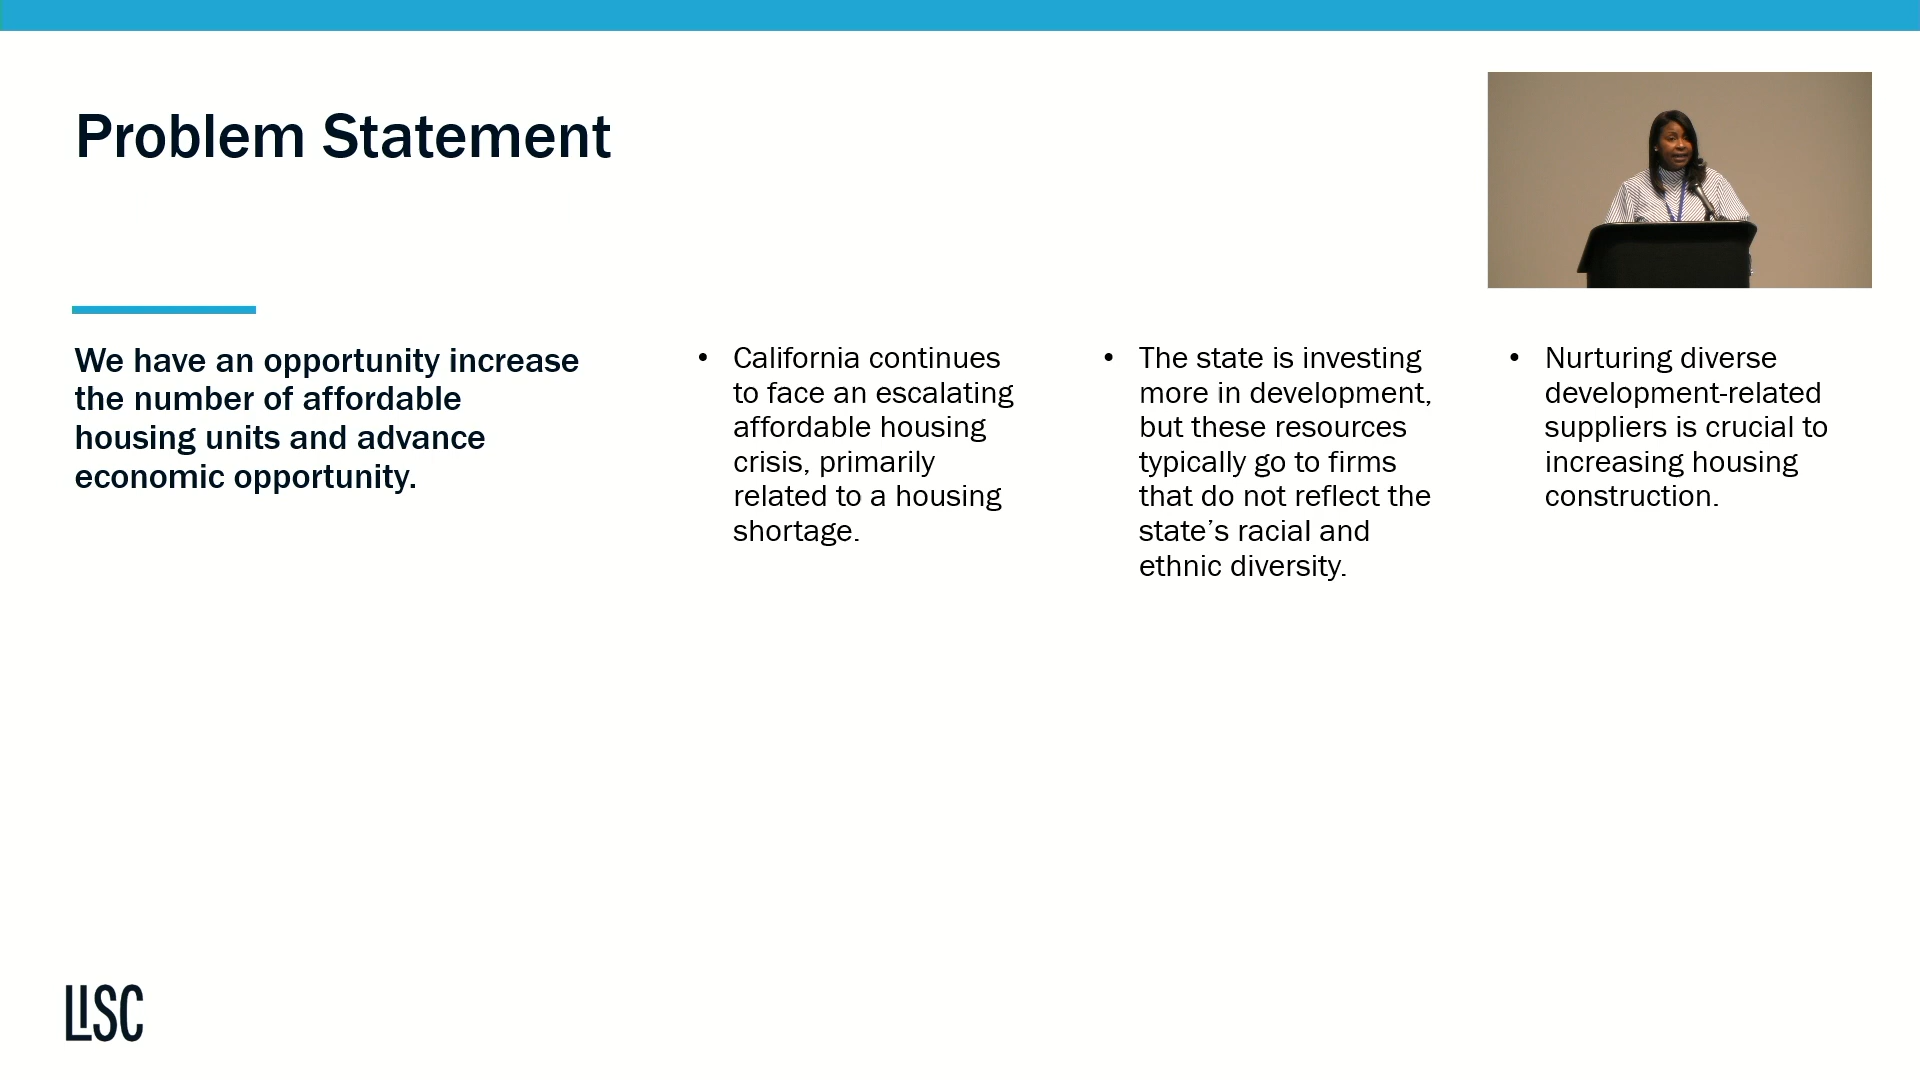 Problem Statement
We have an opportunity increase
the number of affordable
housing units and advance
economic opportunity.
• California continues
to face an escalating
affordable housing
crisis, primarily
related to a housing
shortage.
• The state is investing
more in development,
but these resources
typically go to firms
that do not reflect the
state’s racial and
ethnic diversity.
• Nurturing diverse
development-related
suppliers is crucial to
increasing housing
construction.
LISC